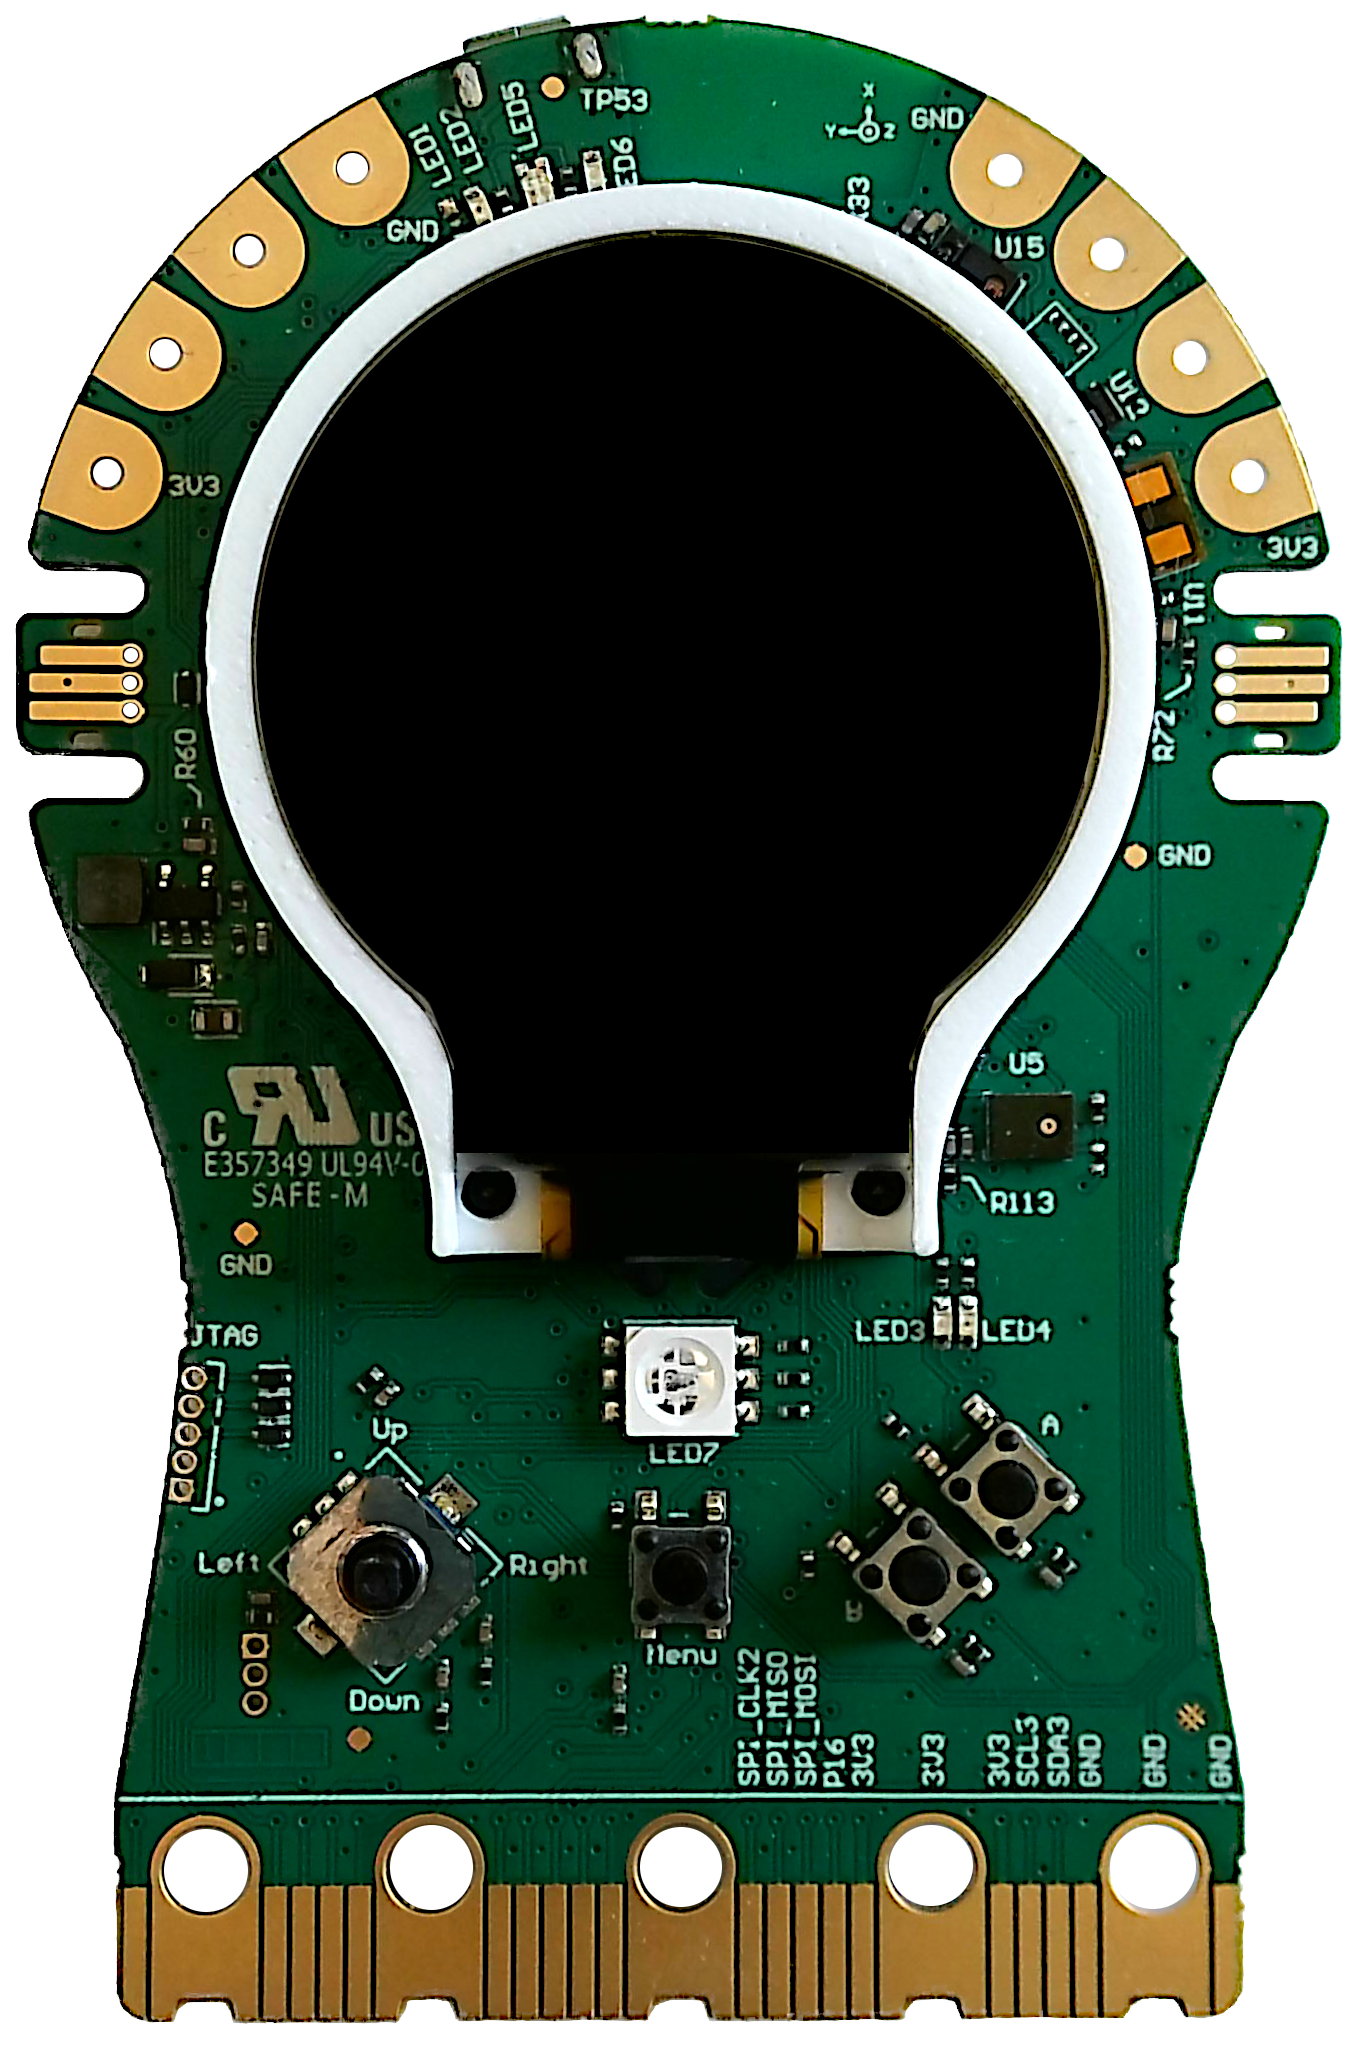 TP53
LED1
LED2
LED5
ED6
GND
X
Y
Z
GND
33
U15
U13
3V3
3V3
U11
R60
R72
GND
U5
C US
E357349 UL94V-0
SAFE-M
R113
GND
JTAG
LED3
LED4
LED7
A
Up
Left
Right
B
Menu
Down
SPI_CLK2
SPI_MISO
SPI_MOSI
P16
3V3
3V3
3V3
SCL3
SDA3
GND
GND
GND